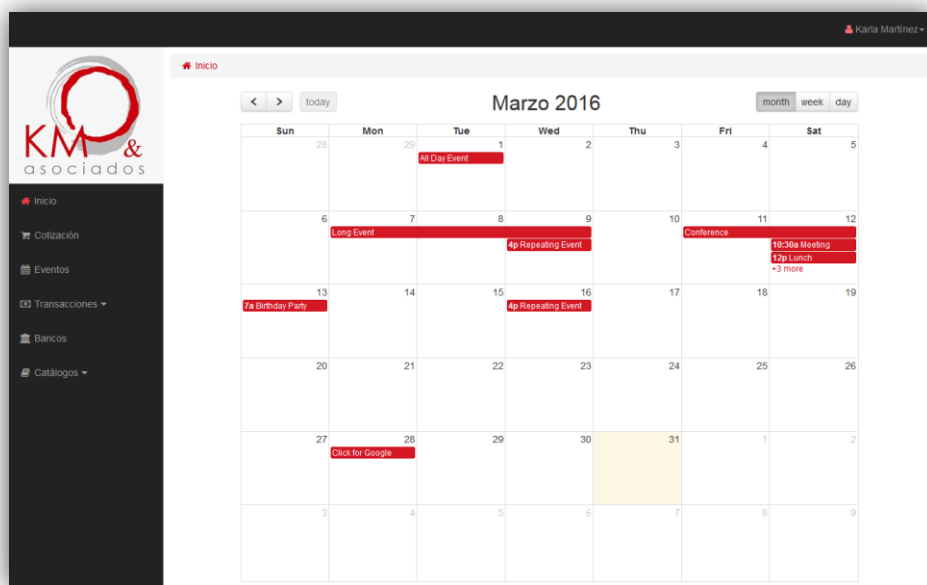 Karla Martínez
KM &
asociados
Inicio
today
Marzo 2016
month week day
Sun Mon Tue Wed Thu Fri Sat
28 29 1 2 3 4 5
All Day Event
Inicio
Cotización
Eventos
Transacciones
Bancos
Catálogos
6 7 8 9 10 11 12
Long Event Conference
4p Repeating Event 10:30a Meeting
12p Lunch
+3 more
13 14 15 16 17 18 19
7a Birthday Party 4p Repeating Event
20 21 22 23 24 25 26
27 28 29 30 31 1 2
Click for Google
3 4 5 6 7 8 9